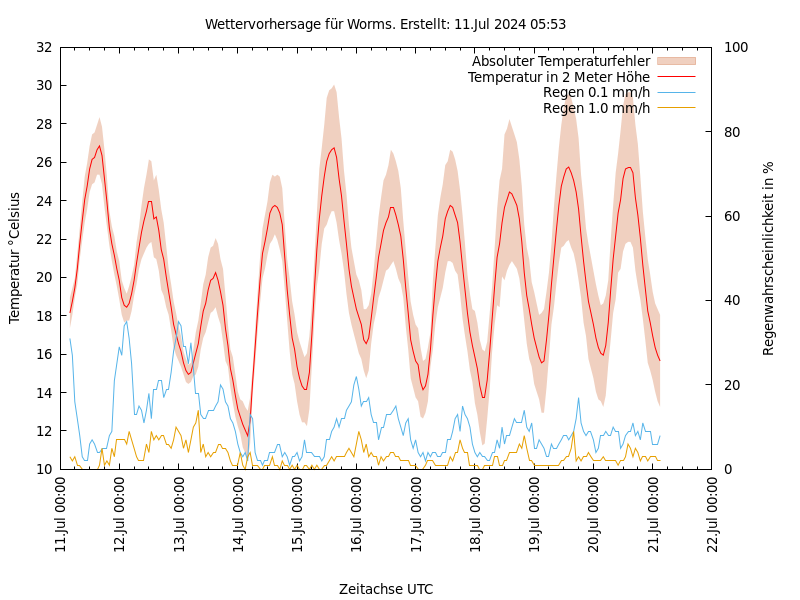 Wettervorhersage für Worms. Erstellt: 11.Jul 2024 05:53
Absoluter Temperaturfehler
Temperatur in 2 Meter Höhe
Regen 0.1 mm/h
Regen 1.0 mm/h
Temperatur °Celsius
32
30
28
26
24
22
20
18
16
14
12
10
100
80
60
40
20
0
Regenwahrscheinlichkeit in %
11.Jul 00:00
12.Jul 00:00
13.Jul 00:00
14.Jul 00:00
15.Jul 00:00
16.Jul 00:00
17.Jul 00:00
18.Jul 00:00
19.Jul 00:00
20.Jul 00:00
21.Jul 00:00
22.Jul 00:00
Zeitachse UTC